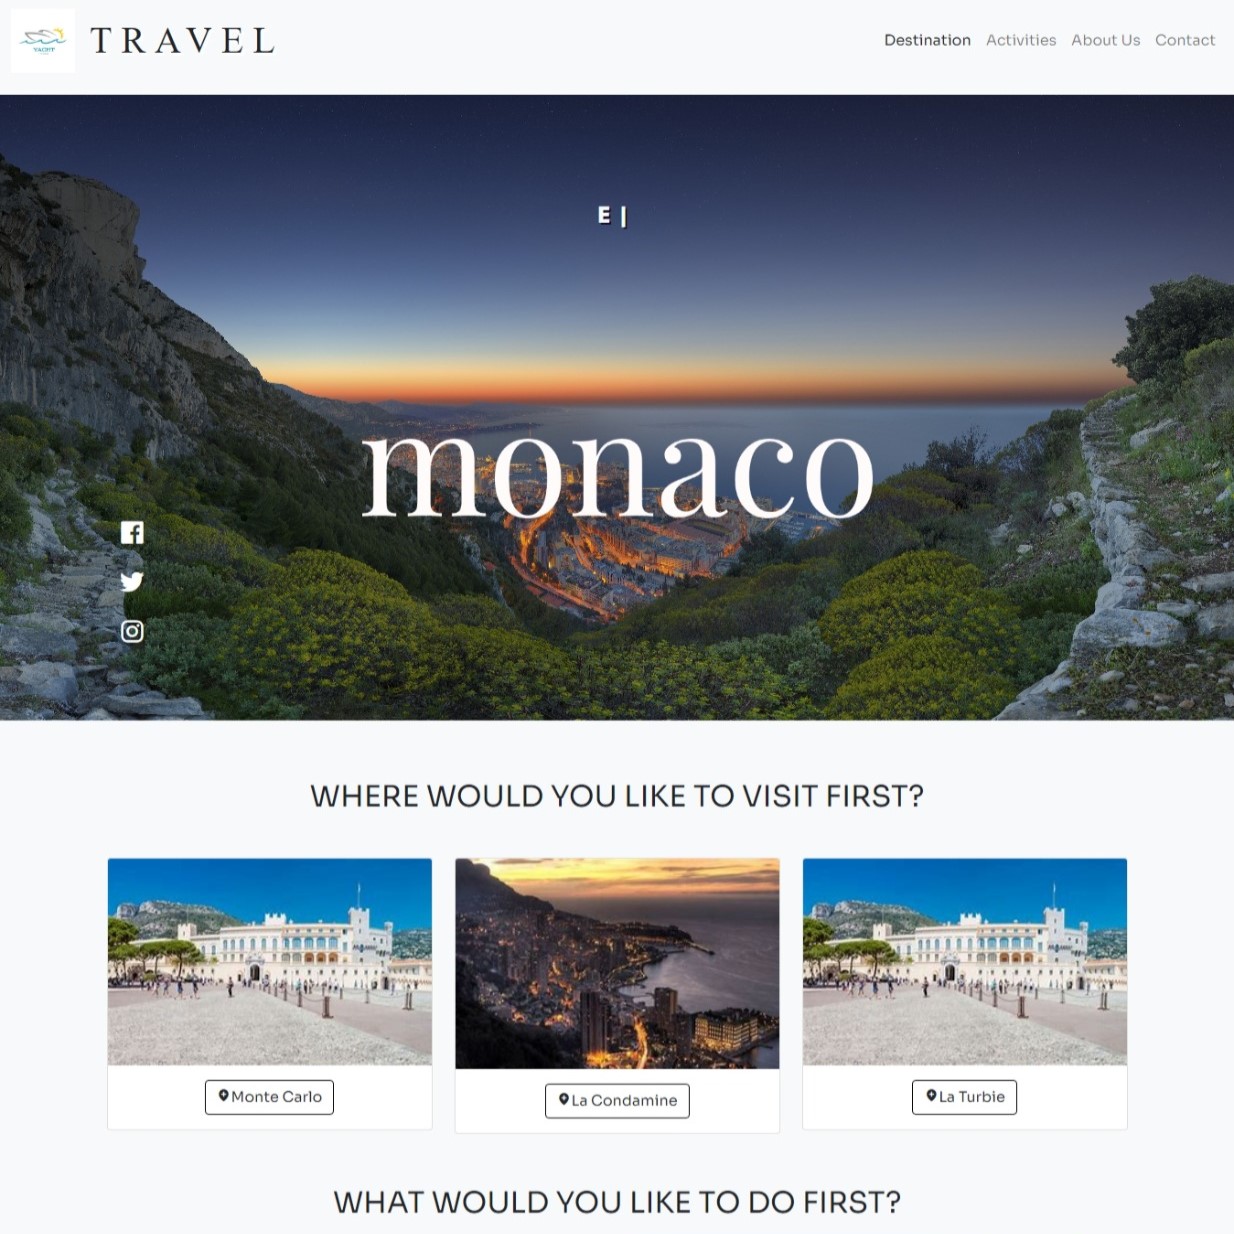 YACHT
TRAVEL
Destination Activities About Us Contact
E |
monaco
WHERE WOULD YOU LIKE TO VISIT FIRST?
Monte Carlo
La Condamine
La Turbie
WHAT WOULD YOU LIKE TO DO FIRST?